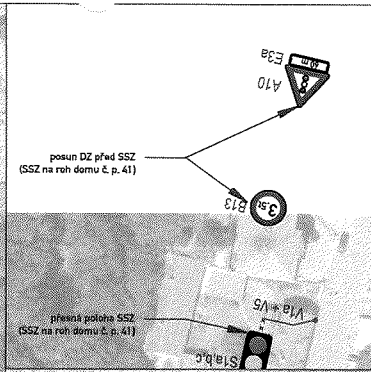 E3a
60 m
A10
posun DZ před SSZ
(SSZ na roh domu č. p. 41)
B13
3.5t
přesná poloha SSZ
(SSZ na roh domu č. p. 41)
V1a + V5
S1a,b,c